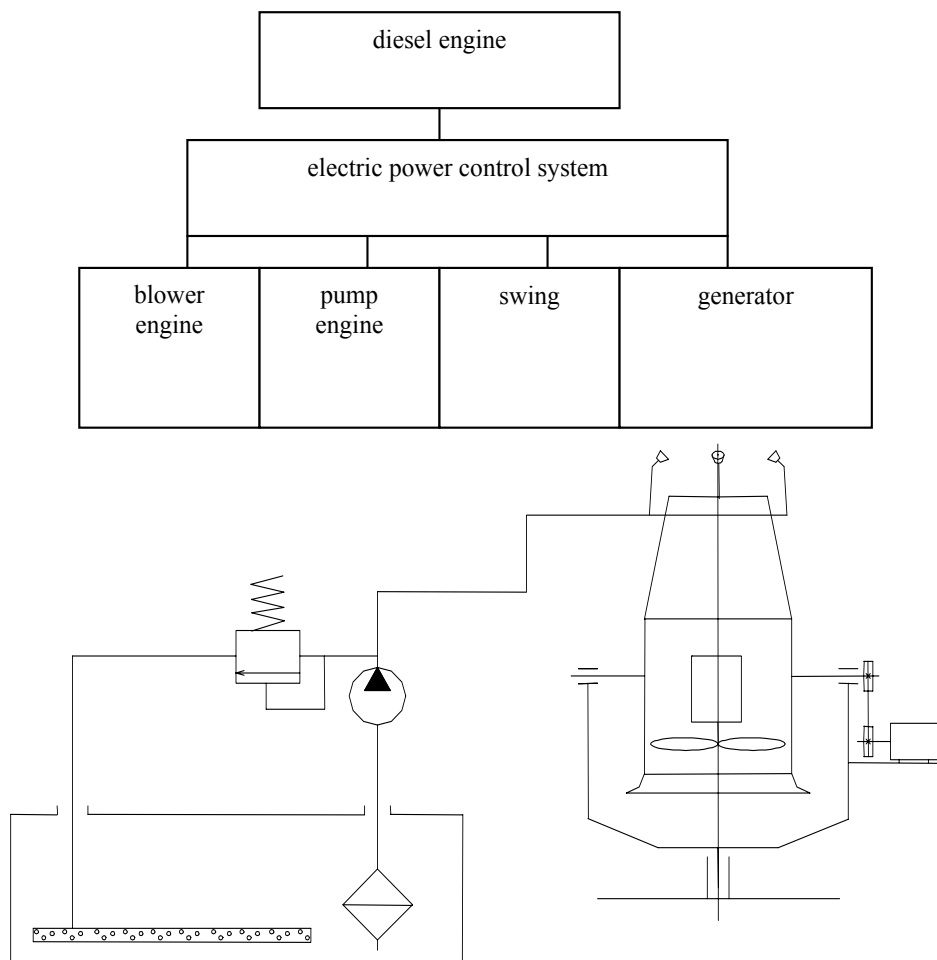 diesel engine
electric power control system
blower
engine
pump
engine
swing
generator